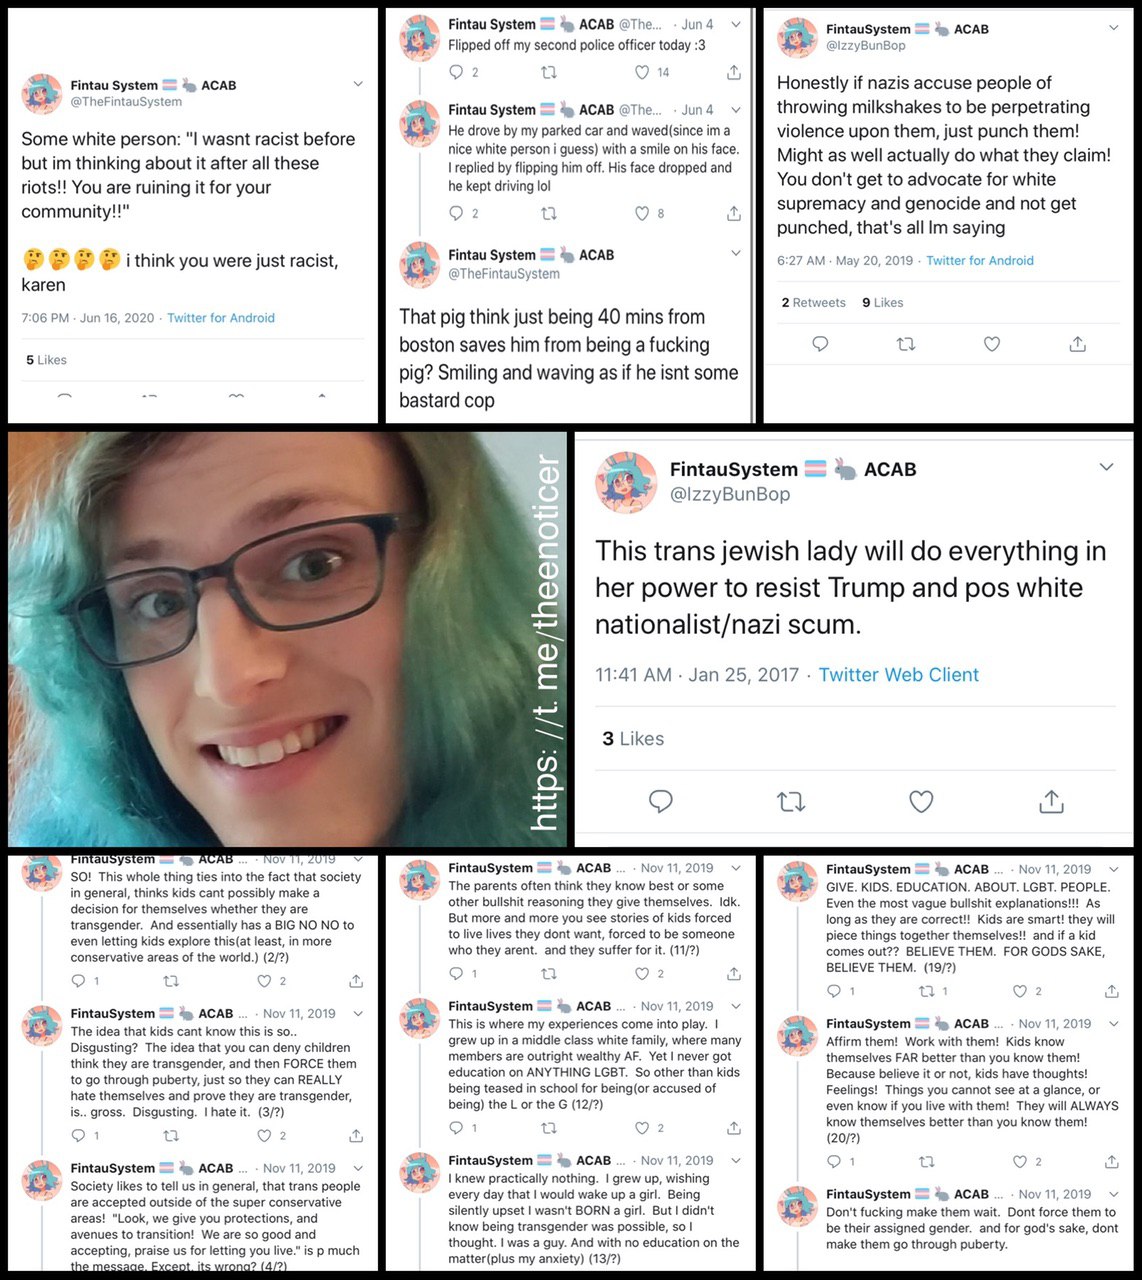 Fintau System ACAB
@TheFintauSystem
Some white person: "I wasnt racist before
but im thinking about it after all these
riots!! You are ruining it for your
community!!"
🤔🤔🤔🤔 i think you were just racist,
karen
7:06 PM · Jun 16, 2020 · Twitter for Android
5 Likes
Fintau System ACAB @The... · Jun 4
Flipped off my second police officer today :3
2 14
Fintau System ACAB @The... · Jun 4
He drove by my parked car and waved(since im a
nice white person i guess) with a smile on his face.
I replied by flipping him off. His face dropped and
he kept driving lol
2 8
Fintau System ACAB
@TheFintauSystem
That pig think just being 40 mins from
boston saves him from being a fucking
pig? Smiling and waving as if he isnt some
bastard cop
FintauSystem ACAB
@IzzyBunBop
Honestly if nazis accuse people of
throwing milkshakes to be perpetrating
violence upon them, just punch them!
Might as well actually do what they claim!
You don't get to advocate for white
supremacy and genocide and not get
punched, that's all Im saying
6:27 AM · May 20, 2019 · Twitter for Android
2 Retweets 9 Likes
https: //t. me/theenoticer
FintauSystem ACAB
@IzzyBunBop
This trans jewish lady will do everything in
her power to resist Trump and pos white
nationalist/nazi scum.
11:41 AM · Jan 25, 2017 · Twitter Web Client
3 Likes
FintauSystem ACAB ... · Nov 11, 2019
SO! This whole thing ties into the fact that society
in general, thinks kids cant possibly make a
decision for themselves whether they are
transgender. And essentially has a BIG NO NO to
even letting kids explore this(at least, in more
conservative areas of the world.) (2/?)
1 2
FintauSystem ACAB ... · Nov 11, 2019
The idea that kids cant know this is so..
Disgusting? The idea that you can deny children
think they are transgender, and then FORCE them
to go through puberty, just so they can REALLY
hate themselves and prove they are transgender,
is.. gross. Disgusting. I hate it. (3/?)
1 2
FintauSystem ACAB ... · Nov 11, 2019
Society likes to tell us in general, that trans people
are accepted outside of the super conservative
areas! "Look, we give you protections, and
avenues to transition! We are so good and
accepting, praise us for letting you live." is p much
the message. Except, its wrong? (4/?)
FintauSystem ACAB ... · Nov 11, 2019
The parents often think they know best or some
other bullshit reasoning they give themselves. Idk.
But more and more you see stories of kids forced
to live lives they dont want, forced to be someone
who they arent. and they suffer for it. (11/?)
1 2
FintauSystem ACAB ... · Nov 11, 2019
This is where my experiences come into play. I
grew up in a middle class white family, where many
members are outright wealthy AF. Yet I never got
education on ANYTHING LGBT. So other than kids
being teased in school for being(or accused of
being) the L or the G (12/?)
1 2
FintauSystem ACAB ... · Nov 11, 2019
I knew practically nothing. I grew up, wishing
every day that I would wake up a girl. Being
silently upset I wasn't BORN a girl. But I didn't
know being transgender was possible, so I
thought. I was a guy. And with no education on the
matter(plus my anxiety) (13/?)
FintauSystem ACAB ... · Nov 11, 2019
GIVE. KIDS. EDUCATION. ABOUT. LGBT. PEOPLE.
Even the most vague bullshit explanations!!! As
long as they are correct!! Kids are smart! they will
piece things together themselves!! and if a kid
comes out?? BELIEVE THEM. FOR GODS SAKE,
BELIEVE THEM. (19/?)
1 1 2
FintauSystem ACAB ... · Nov 11, 2019
Affirm them! Work with them! Kids know
themselves FAR better than you know them!
Because believe it or not, kids have thoughts!
Feelings! Things you cannot see at a glance, or
even know if you live with them! They will ALWAYS
know themselves better than you know them!
(20/?)
1 2
FintauSystem ACAB ... · Nov 11, 2019
Don't fucking make them wait. Dont force them to
be their assigned gender. and for god's sake, dont
make them go through puberty.